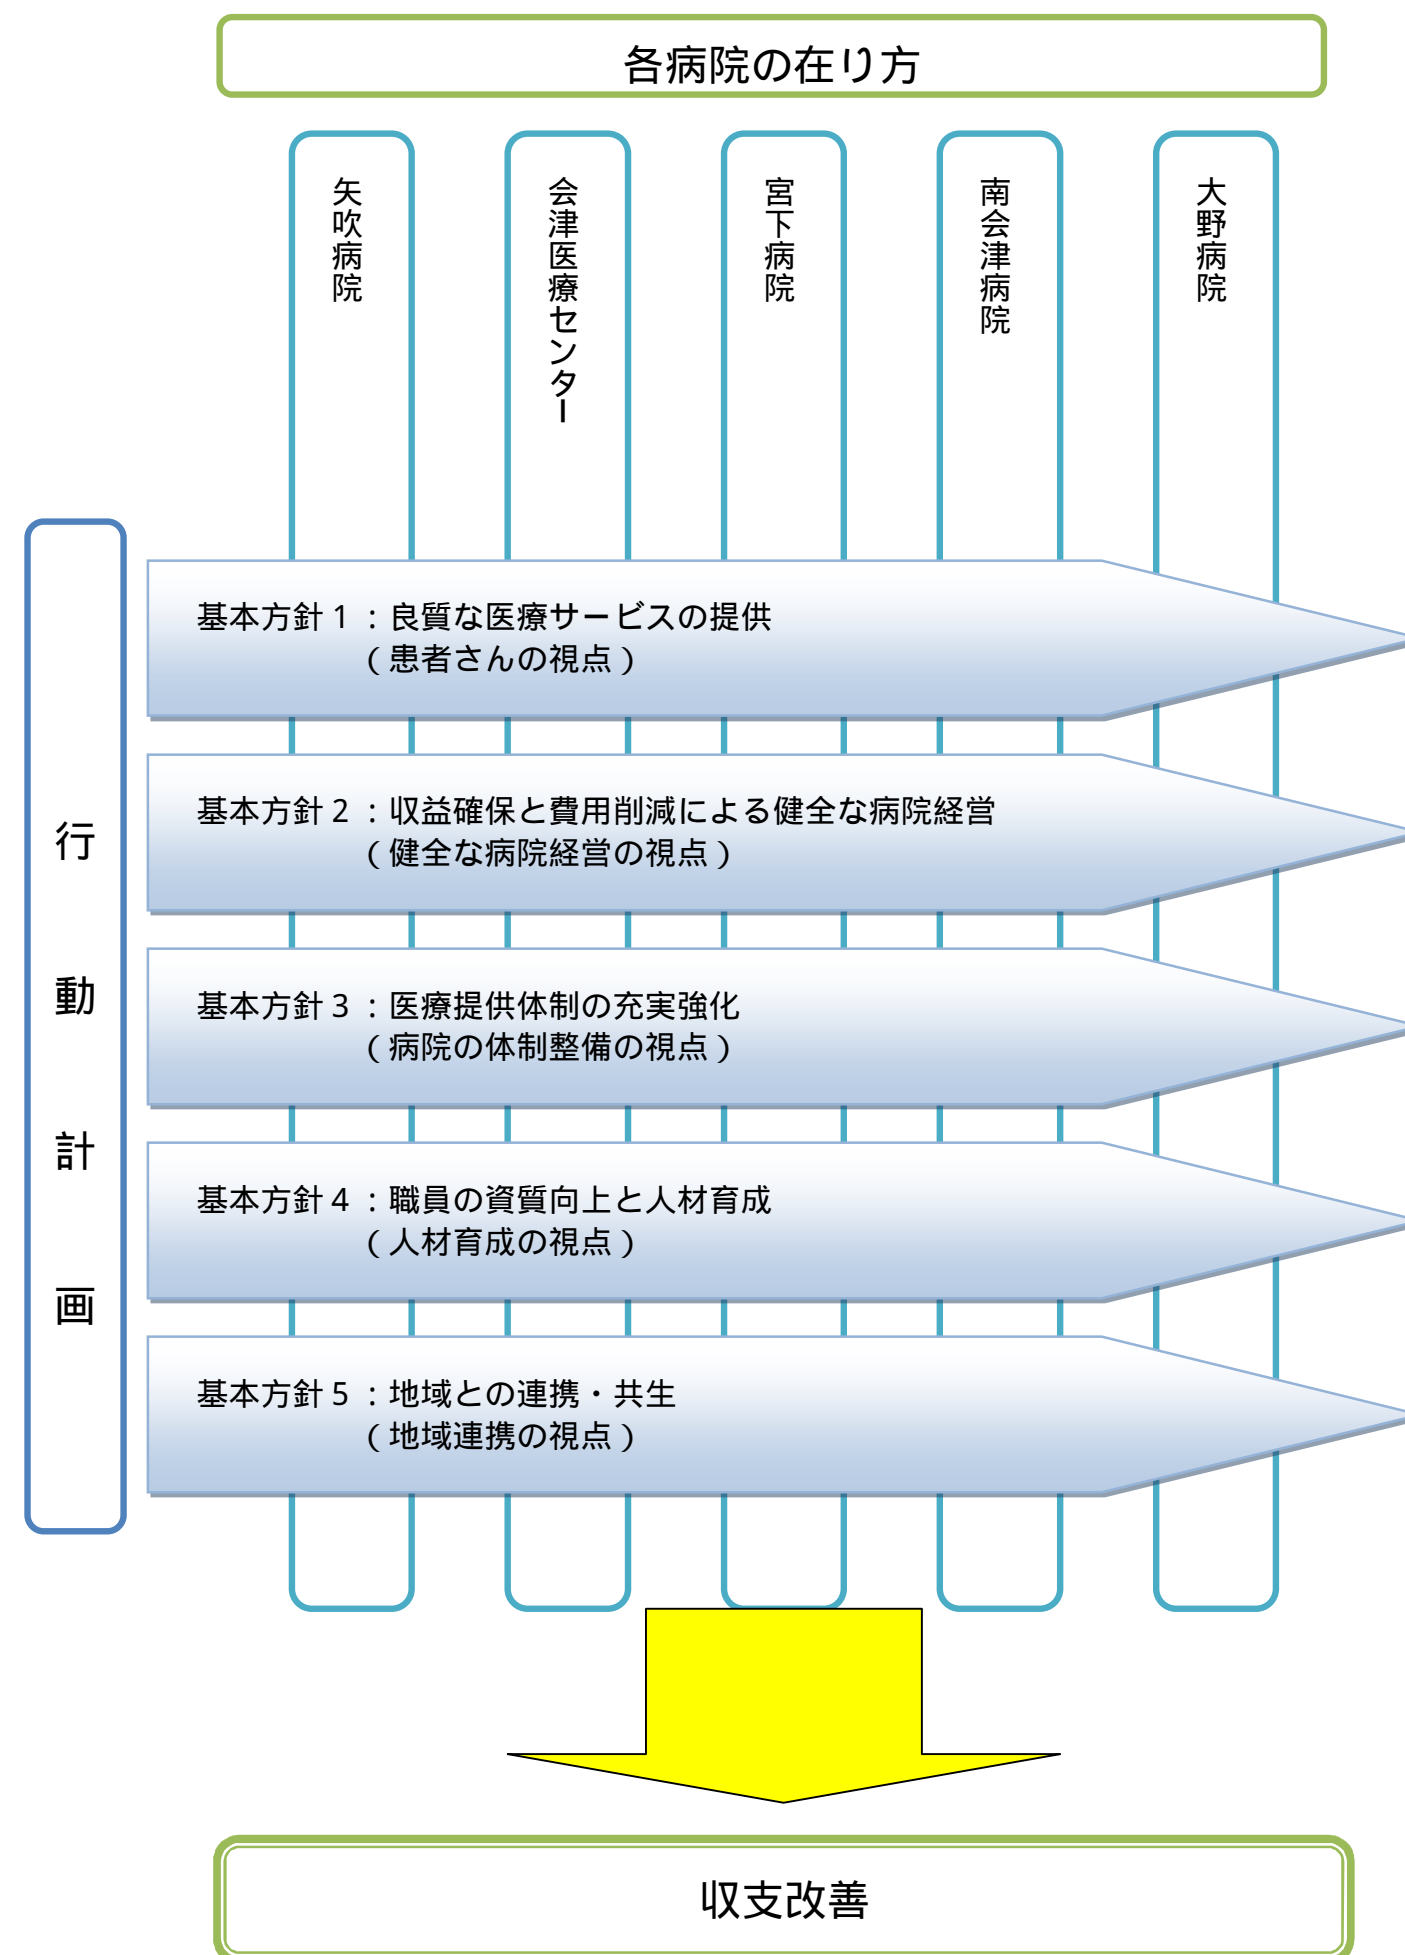 各病院の在り方
矢吹病院
会津医療センター
宮下病院
南会津病院
大野病院
行動計画
基本方針1：良質な医療サービスの提供
（患者さんの視点）
基本方針2：収益確保と費用削減による健全な病院経営
（健全な病院経営の視点）
基本方針3：医療提供体制の充実強化
（病院の体制整備の視点）
基本方針4：職員の資質向上と人材育成
（人材育成の視点）
基本方針5：地域との連携・共生
（地域連携の視点）
収支改善